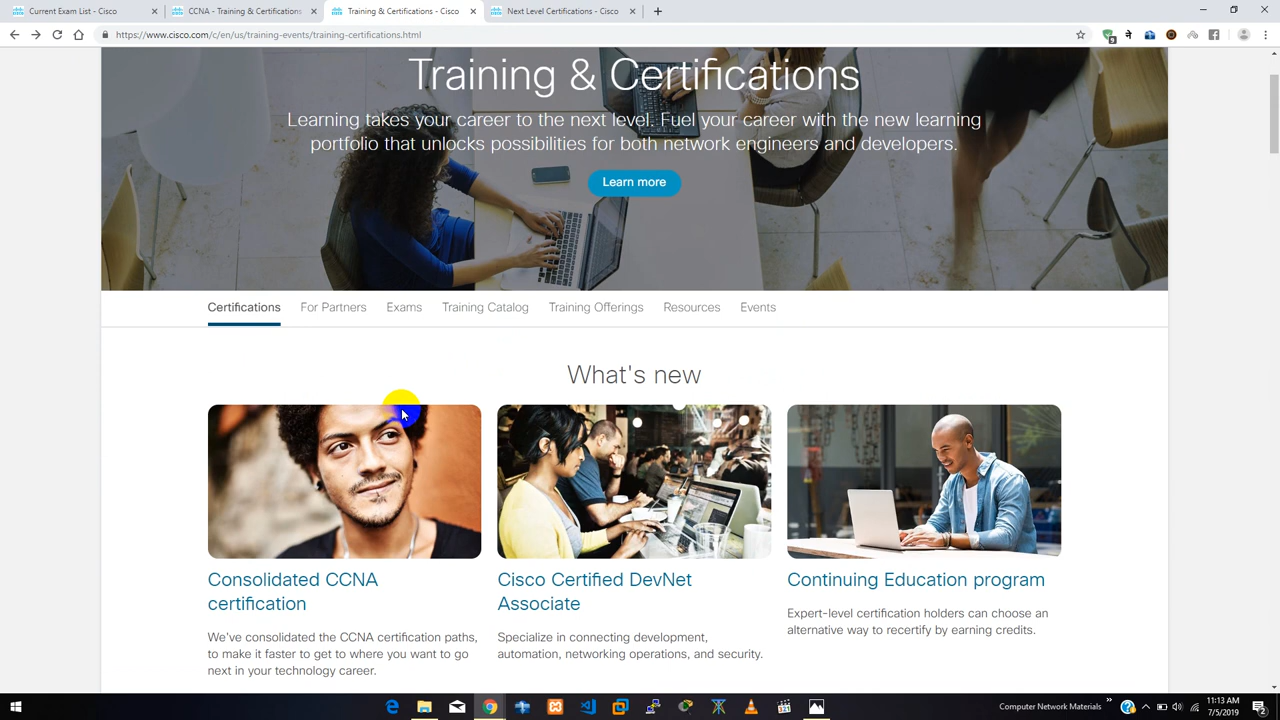 Current Exam List - Cisco
CCNA - Training & Certifications
Training & Certifications - Cisco
Next Level Certifications - Cisco
https://www.cisco.com/c/en/us/training-events/training-certifications.html
9
Training & Certifications
Learning takes your career to the next level. Fuel your career with the new learning
portfolio that unlocks possibilities for both network engineers and developers.
Learn more
Certifications For Partners Exams Training Catalog Training Offerings Resources Events
What's new
Consolidated CCNA
certification
We've consolidated the CCNA certification paths,
to make it faster to get to where you want to go
next in your technology career.
Cisco Certified DevNet
Associate
Specialize in connecting development,
automation, networking operations, and security.
Continuing Education program
Expert-level certification holders can choose an
alternative way to recertify by earning credits.
Computer Network Materials
11:13 AM
7/5/2019
2